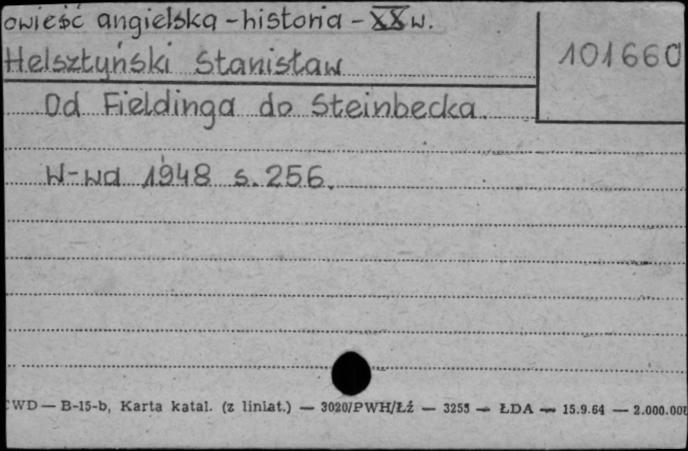 owieść angielska - historia - XX w.
Helsztyński Stanisław
101660
Od Fieldinga do Steinbecka.
W-wa 1948 s. 256.
CWD — B-15-b, Karta katal. (z liniat.) — 3020/PWH/Łź — 3255 — ŁDA — 15.9.64 — 2.000.000